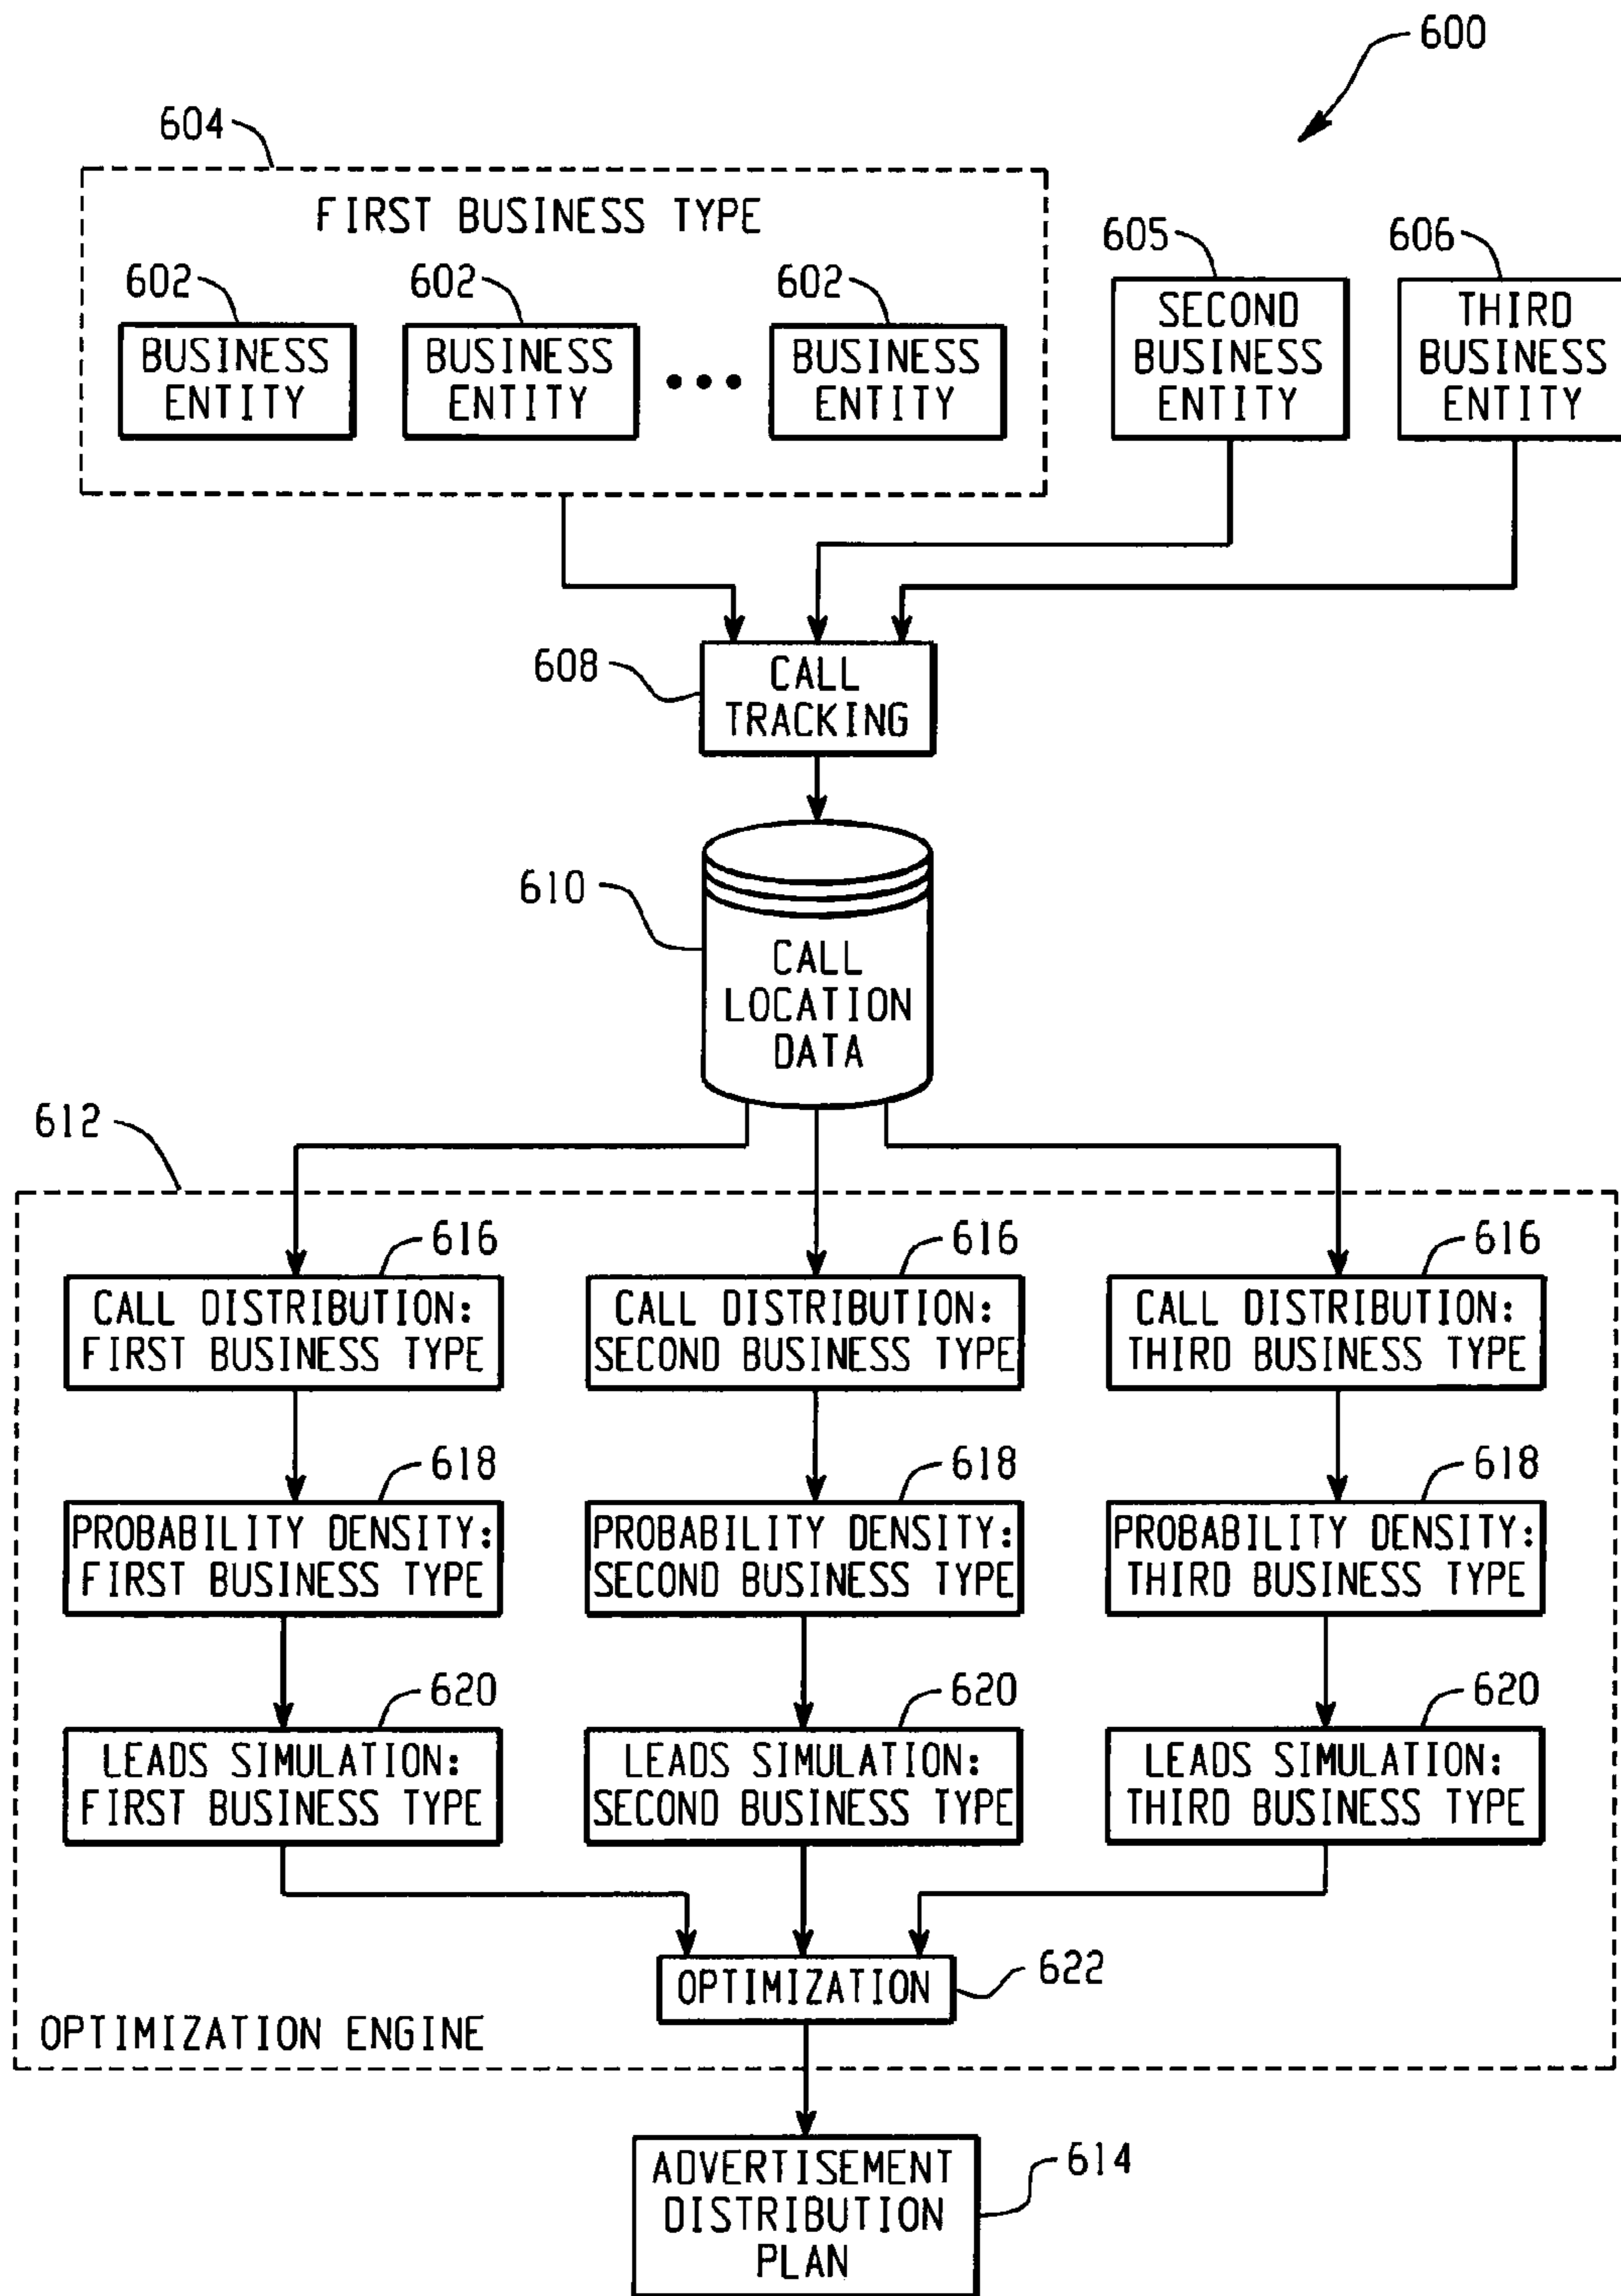 600
604
FIRST BUSINESS TYPE
605
606
602
602
602
BUSINESS
ENTITY
BUSINESS
ENTITY
BUSINESS
ENTITY
SECOND
BUSINESS
ENTITY
THIRD
BUSINESS
ENTITY
608
CALL
TRACKING
610
CALL
LOCATION
DATA
612
616
616
616
CALL DISTRIBUTION:
FIRST BUSINESS TYPE
CALL DISTRIBUTION:
SECOND BUSINESS TYPE
CALL DISTRIBUTION:
THIRD BUSINESS TYPE
618
618
618
PROBABILITY DENSITY:
FIRST BUSINESS TYPE
PROBABILITY DENSITY:
SECOND BUSINESS TYPE
PROBABILITY DENSITY:
THIRD BUSINESS TYPE
620
620
620
LEADS SIMULATION:
FIRST BUSINESS TYPE
LEADS SIMULATION:
SECOND BUSINESS TYPE
LEADS SIMULATION:
THIRD BUSINESS TYPE
OPTIMIZATION
622
OPTIMIZATION ENGINE
ADVERTISEMENT
DISTRIBUTION
PLAN
614